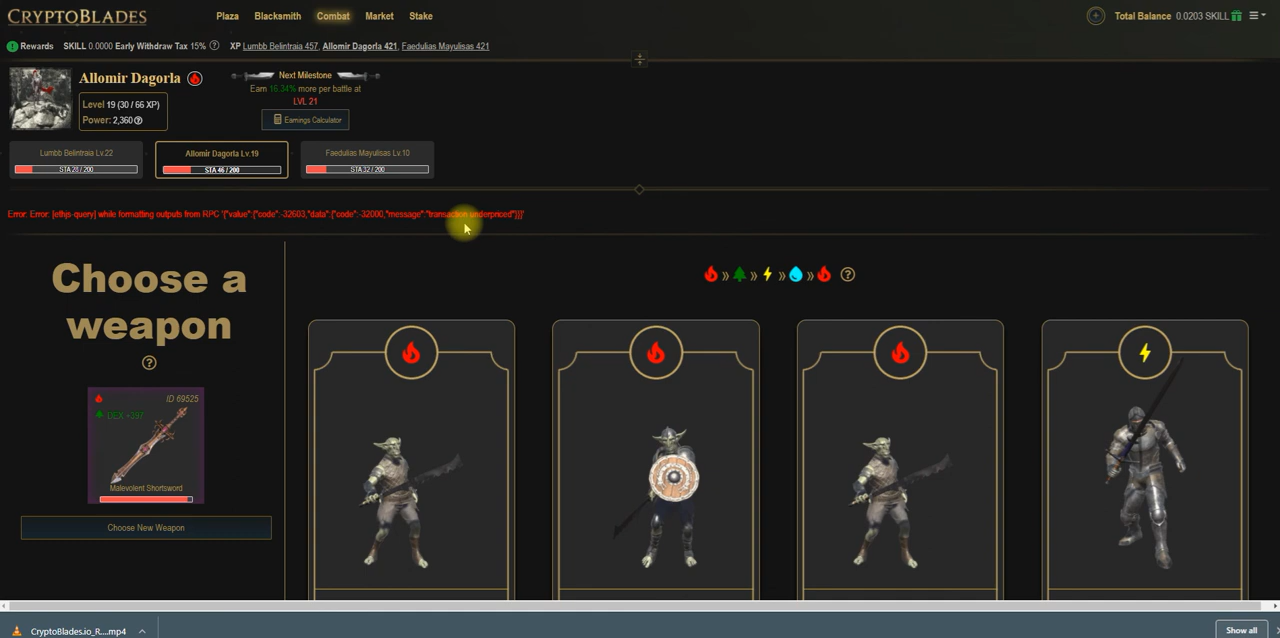 CRYPTOBLADES
Plaza Blacksmith Combat Market Stake
Total Balance 0.0203 SKILL
Rewards SKILL 0.0000 Early Withdraw Tax 15% XP Lumbb Belintraia 457, Allomir Dagorla 421, Faedulias Mayulisas 421
Allomir Dagorla
Level 19 (30 / 66 XP)
Power: 2,360
Next Milestone
Earn 16.34% more per battle at
LVL 21
Earnings Calculator
Lumbb Belintraia Lv.22
STA 28 / 200
Allomir Dagorla Lv.19
STA 46 / 200
Faedulias Mayulisas Lv.10
STA 32 / 200
Error: Error: [ethjs-query] while formatting outputs from RPC '{"value":{"code":-32603,"data":{"code":-32000,"message":"transaction underpriced"}}}'
Choose a
weapon
ID 69525
DEX +397
Malevolent Shortsword
Choose New Weapon
CryptoBlades.io_R....mp4
Show all